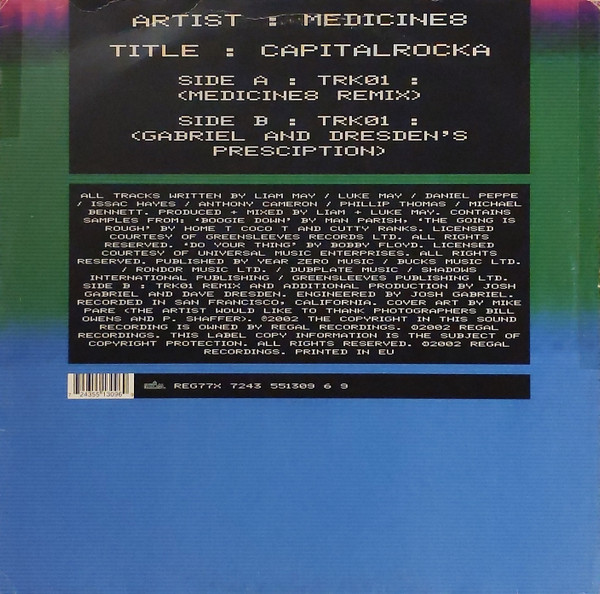 ARTIST : MEDICINE8
TITLE : CAPITALROCKA
SIDE A : TRK01 :
(MEDICINE8 REMIX)
SIDE B : TRK01 :
(GABRIEL AND DRESDEN'S
PRESCIPTION)
ALL TRACKS WRITTEN BY LIAM MAY / LUKE MAY / DANIEL PEPPE
/ ISSAC HAYES / ANTHONY CAMERON / PHILLIP THOMAS / MICHAEL
BENNETT. PRODUCED + MIXED BY LIAM + LUKE MAY. CONTAINS
SAMPLES FROM: 'BOOGIE DOWN' BY MAN PARISH, 'THE GOING IS
ROUGH' BY HOME T COCO T AND CUTTY RANKS. LICENSED
COURTESY OF GREENSLEEVES RECORDS LTD. ALL RIGHTS
RESERVED. 'DO YOUR THING' BY BOBBY FLOYD. LICENSED
COURTESY OF UNIVERSAL MUSIC ENTERPRISES. ALL RIGHTS
RESERVED. PUBLISHED BY YEAR ZERO MUSIC / BUCKS MUSIC LTD.
/ RONDOR MUSIC LTD. / DUBPLATE MUSIC / SHADOWS
INTERNATIONAL PUBLISHING / GREENSLEEVES PUBLISHING LTD.
SIDE B : TRK01 REMIX AND ADDITIONAL PRODUCTION BY JOSH
GABRIEL AND DAVE DRESDEN. ENGINEERED BY JOSH GABRIEL.
RECORDED IN SAN FRANCISCO. CALIFORNIA. COVER ART BY MIKE
PARE (THE ARTIST WOULD LIKE TO THANK PHOTOGRAPHERS BILL
OWENS AND P. SHAFFER). ℗2002 THE COPYRIGHT IN THIS SOUND
RECORDING IS OWNED BY REGAL RECORDINGS. ©2002 REGAL
RECORDINGS. THIS LABEL COPY INFORMATION IS THE SUBJECT OF
COPYRIGHT PROTECTION. ALL RIGHTS RESERVED. ©2002 REGAL
RECORDINGS. PRINTED IN EU
REG77X 7243 551309 6 9